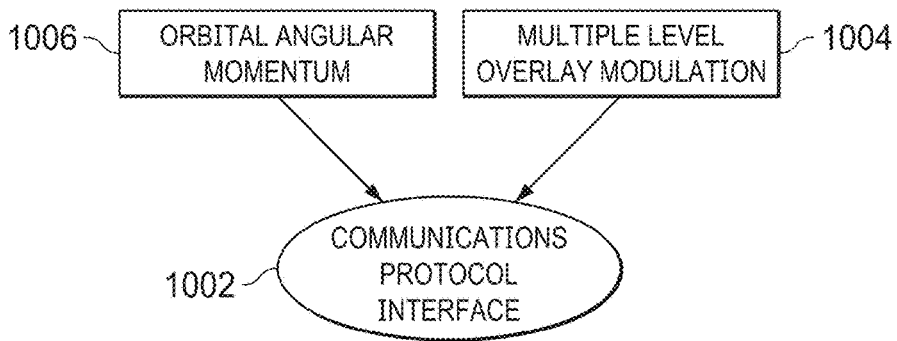 1006
ORBITAL ANGULAR
MOMENTUM
MULTIPLE LEVEL
OVERLAY MODULATION
1004
COMMUNICATIONS
PROTOCOL
INTERFACE
1002